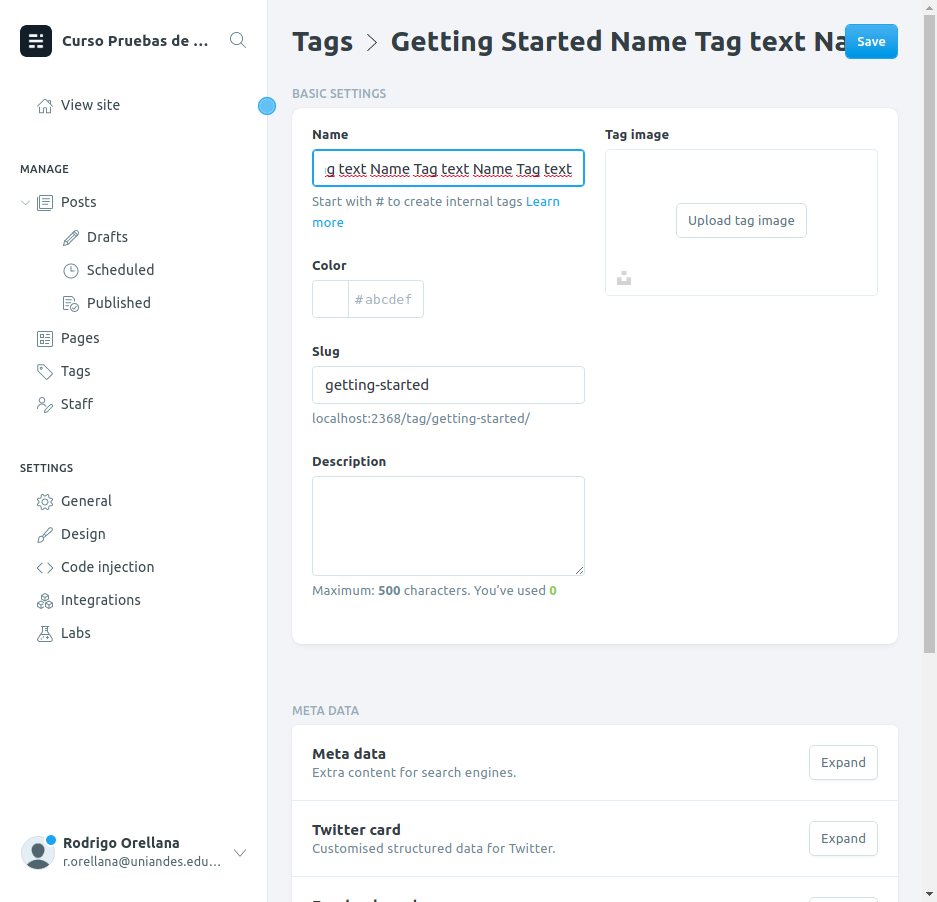 Curso Pruebas de ...
View site
MANAGE
Posts
Drafts
Scheduled
Published
Pages
Tags
Staff
SETTINGS
General
Design
Code injection
Integrations
Labs
Rodrigo Orellana
r.orellana@uniandes.edu...
Tags > Getting Started Name Tag text Na
Save
BASIC SETTINGS
Name
g text Name Tag text Name Tag text
Start with # to create internal tags Learn
more
Color
#abcdef
Slug
getting-started
localhost:2368/tag/getting-started/
Description
Maximum: 500 characters. You’ve used 0
Tag image
Upload tag image
META DATA
Meta data
Extra content for search engines.
Expand
Twitter card
Customised structured data for Twitter.
Expand